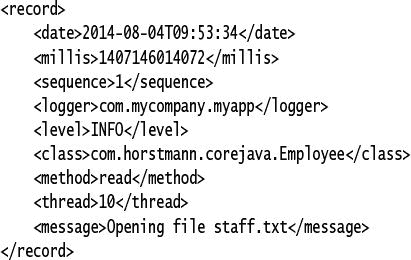 <record>
<date>2014-08-04T09:53:34</date>
<millis>1407146014072</millis>
<sequence>1</sequence>
<logger>com.mycompany.myapp</logger>
<level>INFO</level>
<class>com.horstmann.corejava.Employee</class>
<method>read</method>
<thread>10</thread>
<message>Opening file staff.txt</message>
</record>